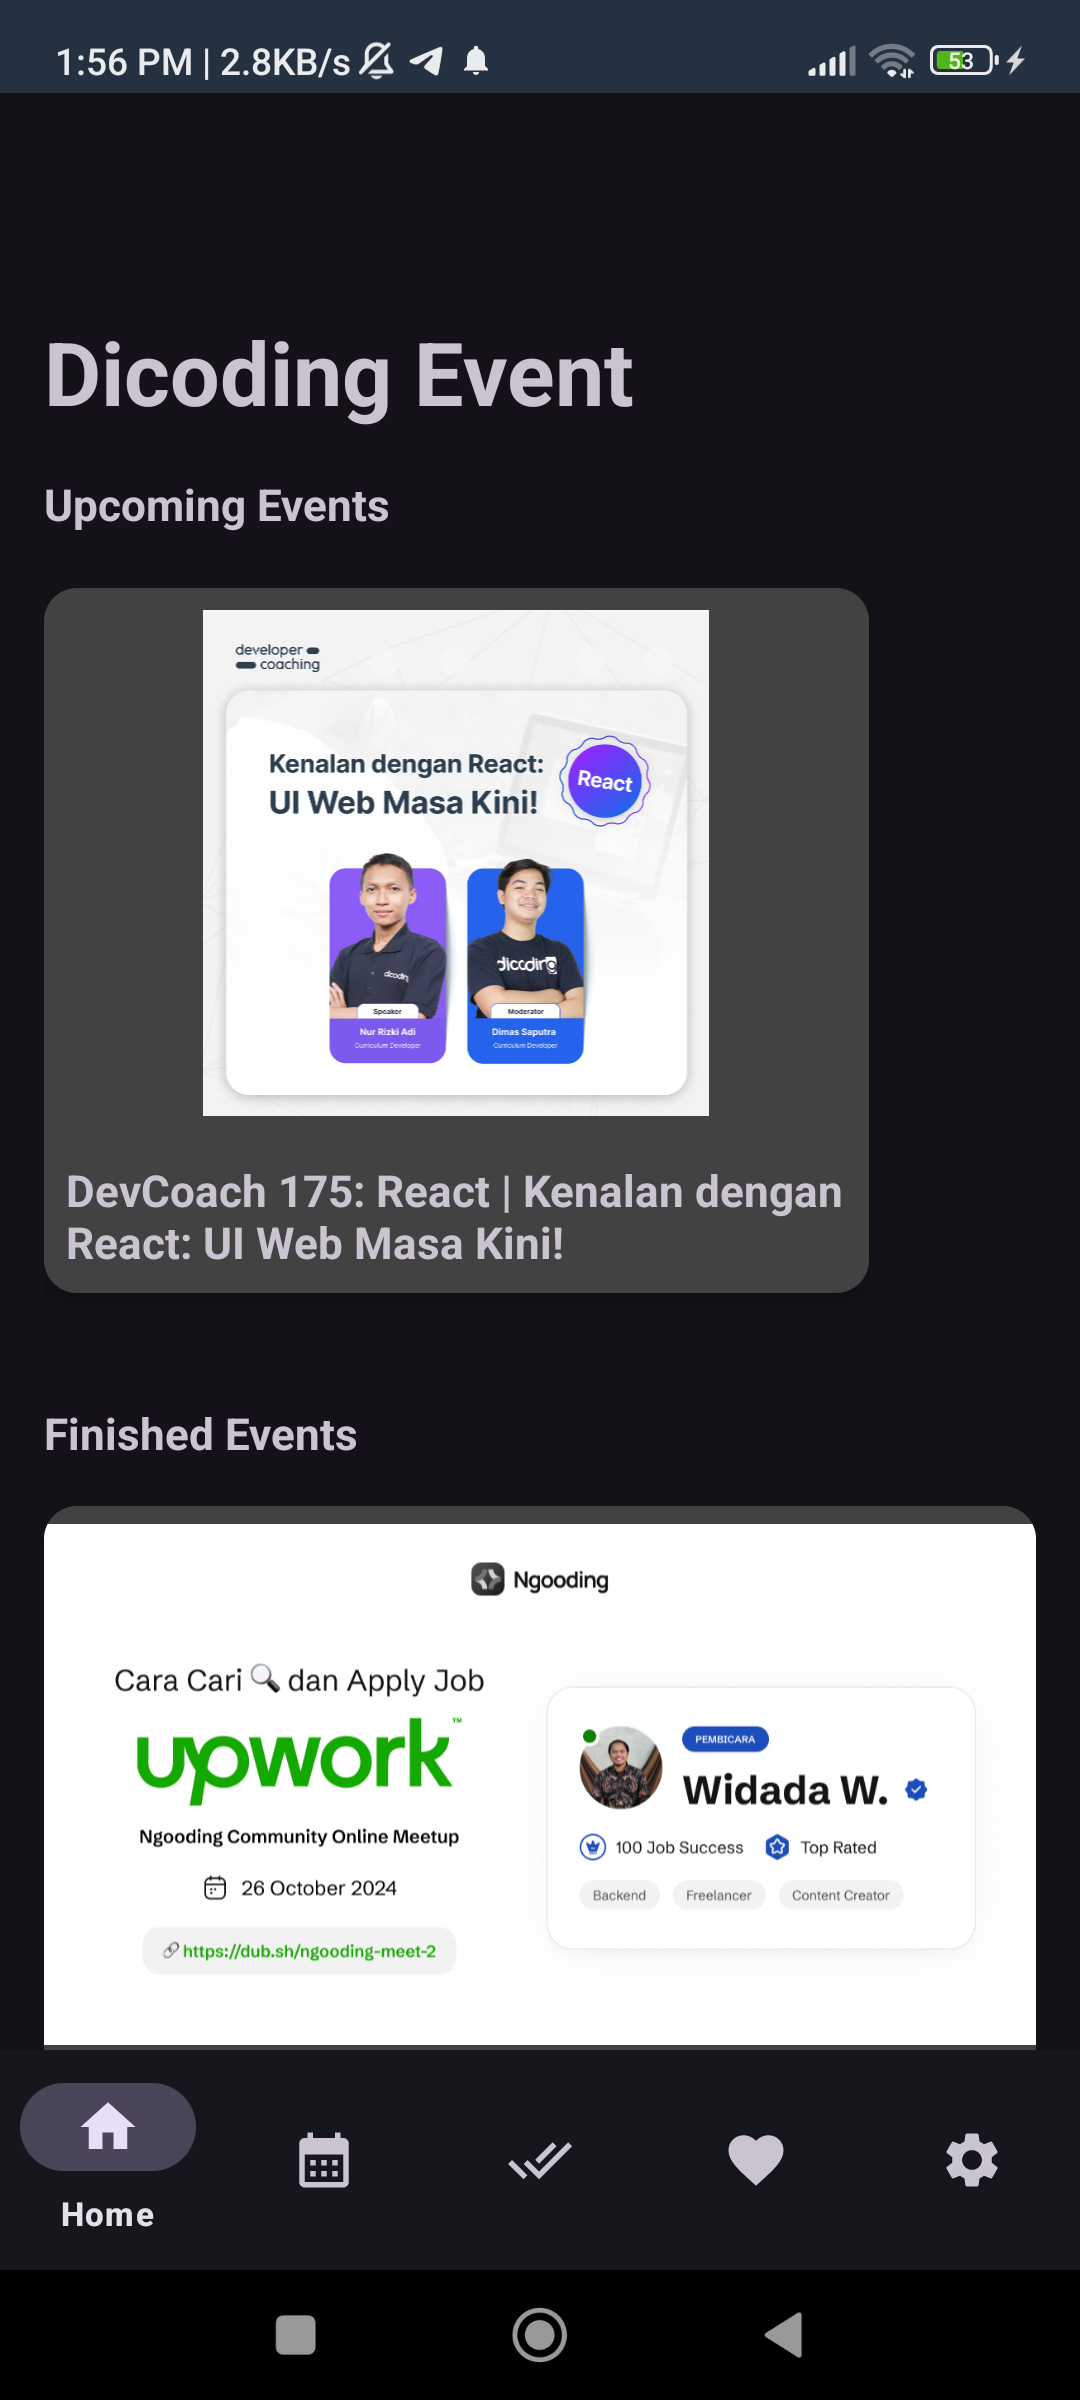 1:56 PM | 2.8KB/s
53
Dicoding Event
Upcoming Events
developer
coaching
Kenalan dengan React:
UI Web Masa Kini!
React
dicoding
dicoding
Speaker
Moderator
Nur Rizki Adi
Dimas Saputra
Curriculum Developer
Curriculum Developer
DevCoach 175: React | Kenalan dengan
React: UI Web Masa Kini!
Finished Events
Ngooding
Cara Cari dan Apply Job
upwork™
Ngooding Community Online Meetup
26 October 2024
https://dub.sh/ngooding-meet-2
PEMBICARA
Widada W.
100 Job Success
Top Rated
Backend
Freelancer
Content Creator
Home